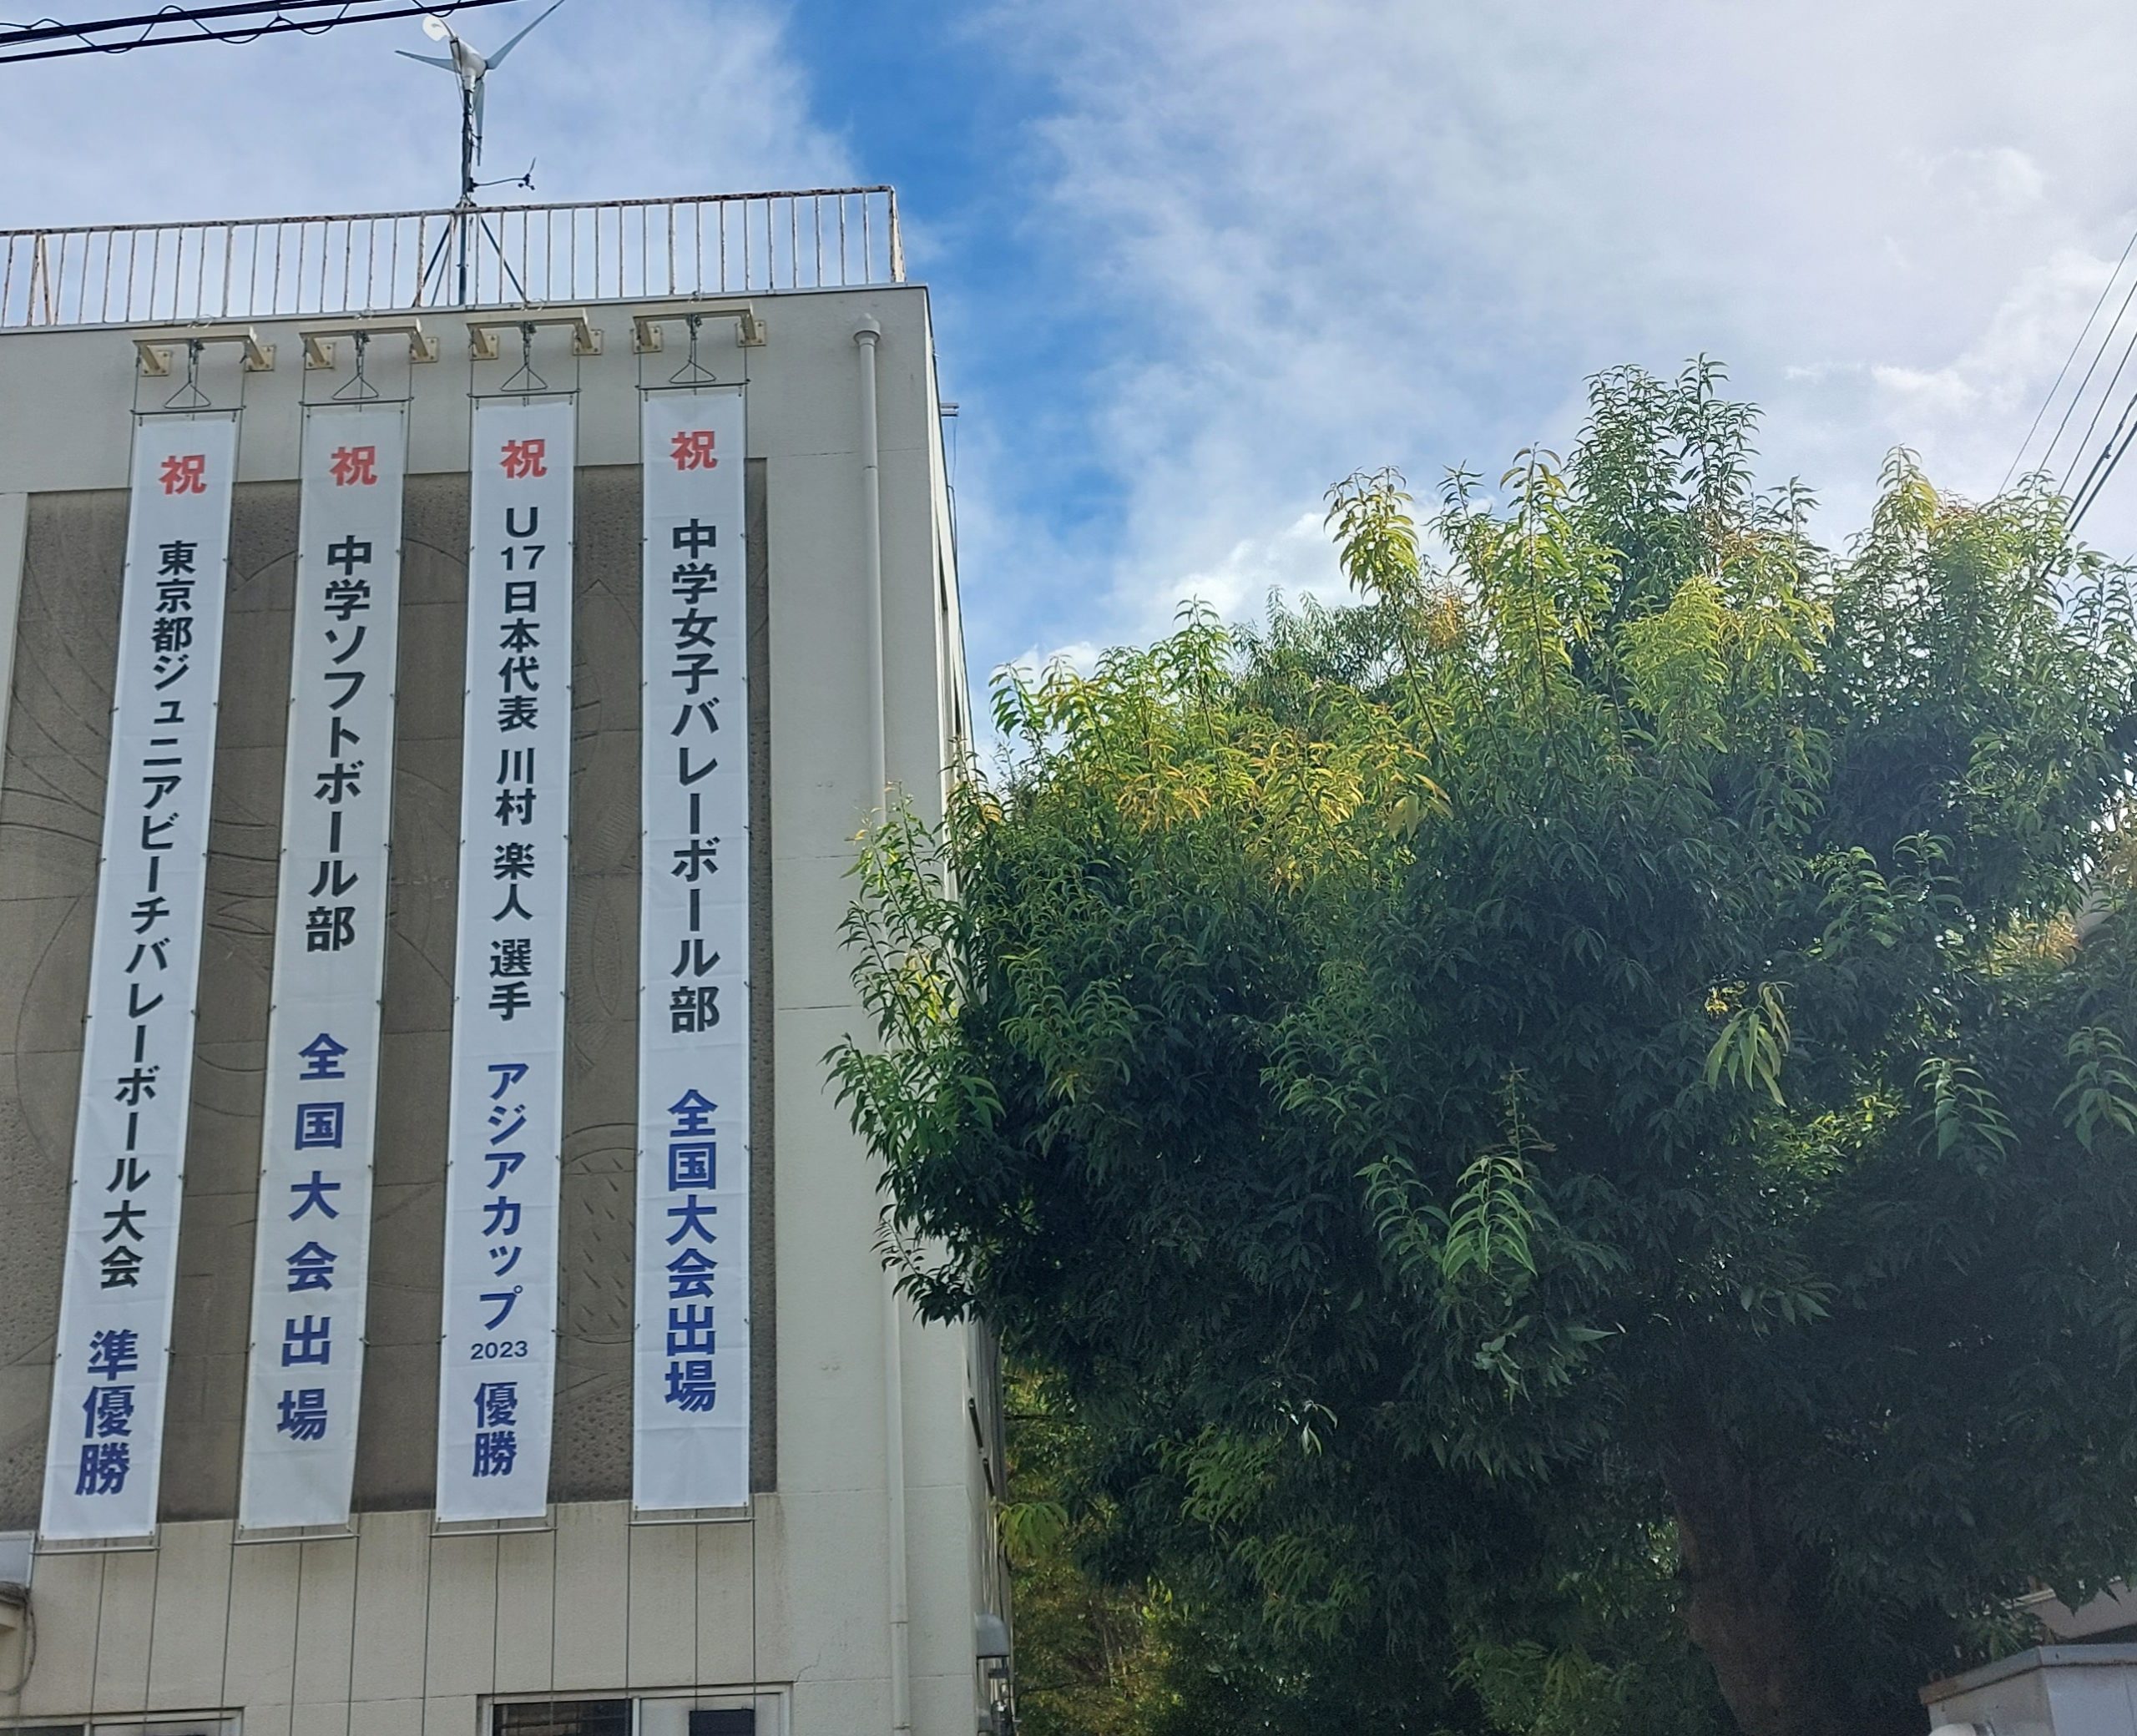 祝 中学女子バレーボール部 全国大会出場
祝 U17日本代表 川村 楽人 選手 アジアカップ 2023 優勝
祝 中学ソフトボール部 全国大会出場
祝 東京都ジュニアビーチバレーボール大会 準優勝